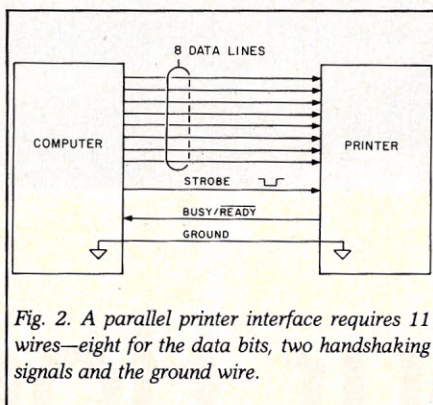 8 DATA LINES
COMPUTER
PRINTER
STROBE
BUSY/READY
GROUND
Fig. 2. A parallel printer interface requires 11
wires—eight for the data bits, two handshaking
signals and the ground wire.